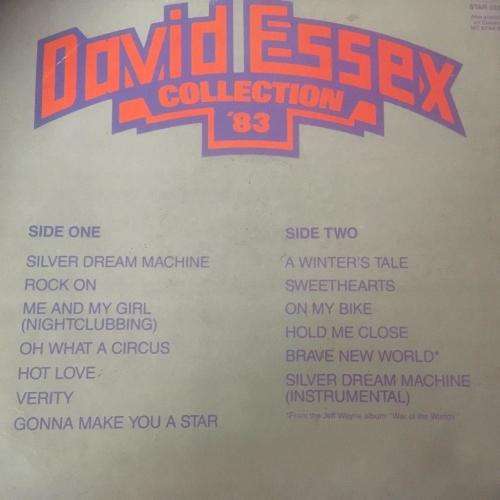 David Essex
COLLECTION
'83
SIDE ONE
SILVER DREAM MACHINE
ROCK ON
ME AND MY GIRL
(NIGHTCLUBBING)
OH WHAT A CIRCUS
HOT LOVE
VERITY
GONNA MAKE YOU A STAR
SIDE TWO
A WINTER'S TALE
SWEETHEARTS
ON MY BIKE
HOLD ME CLOSE
BRAVE NEW WORLD*
SILVER DREAM MACHINE
(INSTRUMENTAL)
*From the Jeff Wayne album "War of the Worlds"